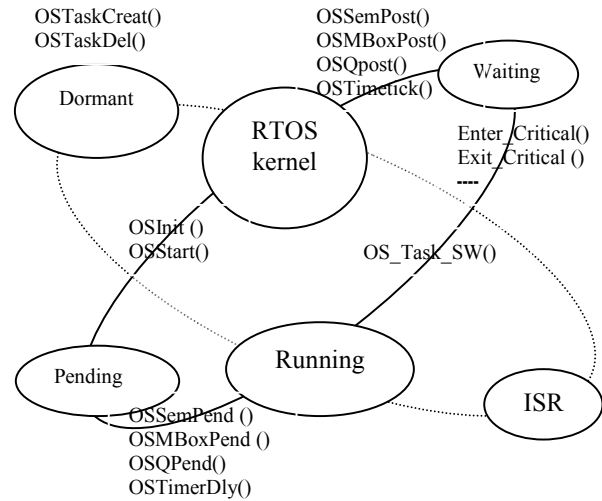 OSTaskCreat()
OSTaskDel()
OSSemPost()
OSMBoxPost()
OSQpost()
OSTimetick()
Waiting
Dormant
RTOS
kernel
Enter_Critical()
Exit_Critical ()
----
OSInit ()
OSStart()
OS_Task_SW()
Running
Pending
ISR
OSSemPend ()
OSMBoxPend ()
OSQPend()
OSTimerDly()